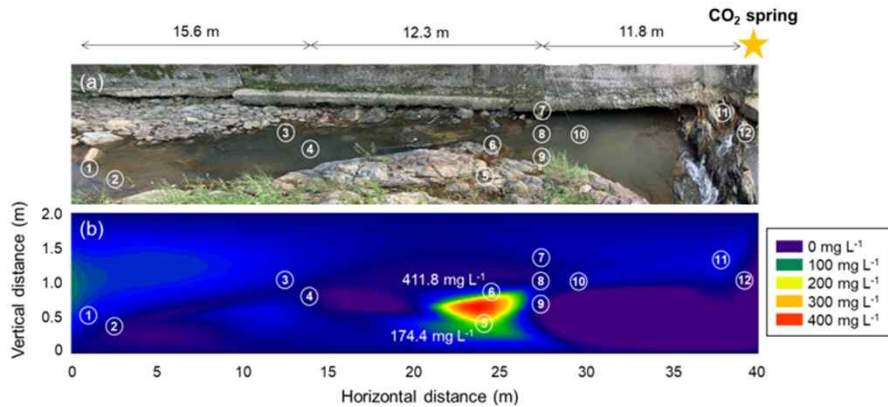 CO₂ spring
15.6 m 12.3 m 11.8 m
(a)
1 2 3 4 5 6 7 8 9 10 11 12
(b)
411.8 mg L⁻¹
174.4 mg L⁻¹
1 2 3 4 5 6 7 8 9 10 11 12
Vertical distance (m)
2.0
1.5
1.0
0.5
0
0 5 10 15 20 25 30 35 40
Horizontal distance (m)
0 mg L⁻¹
100 mg L⁻¹
200 mg L⁻¹
300 mg L⁻¹
400 mg L⁻¹